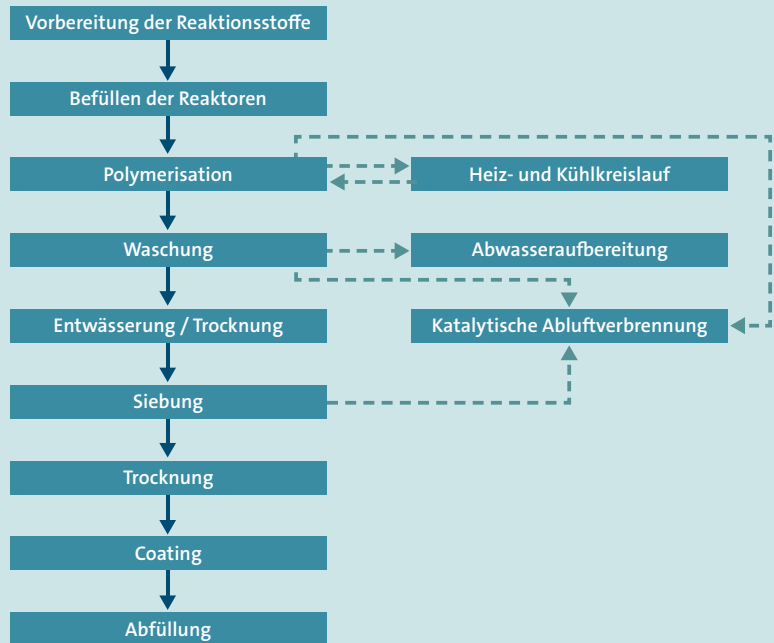 Vorbereitung der Reaktionsstoffe
Befüllen der Reaktoren
Polymerisation
Heiz- und Kühlkreislauf
Waschung
Abwasseraufbereitung
Entwässerung / Trocknung
Katalytische Abluftverbrennung
Siebung
Trocknung
Coating
Abfüllung